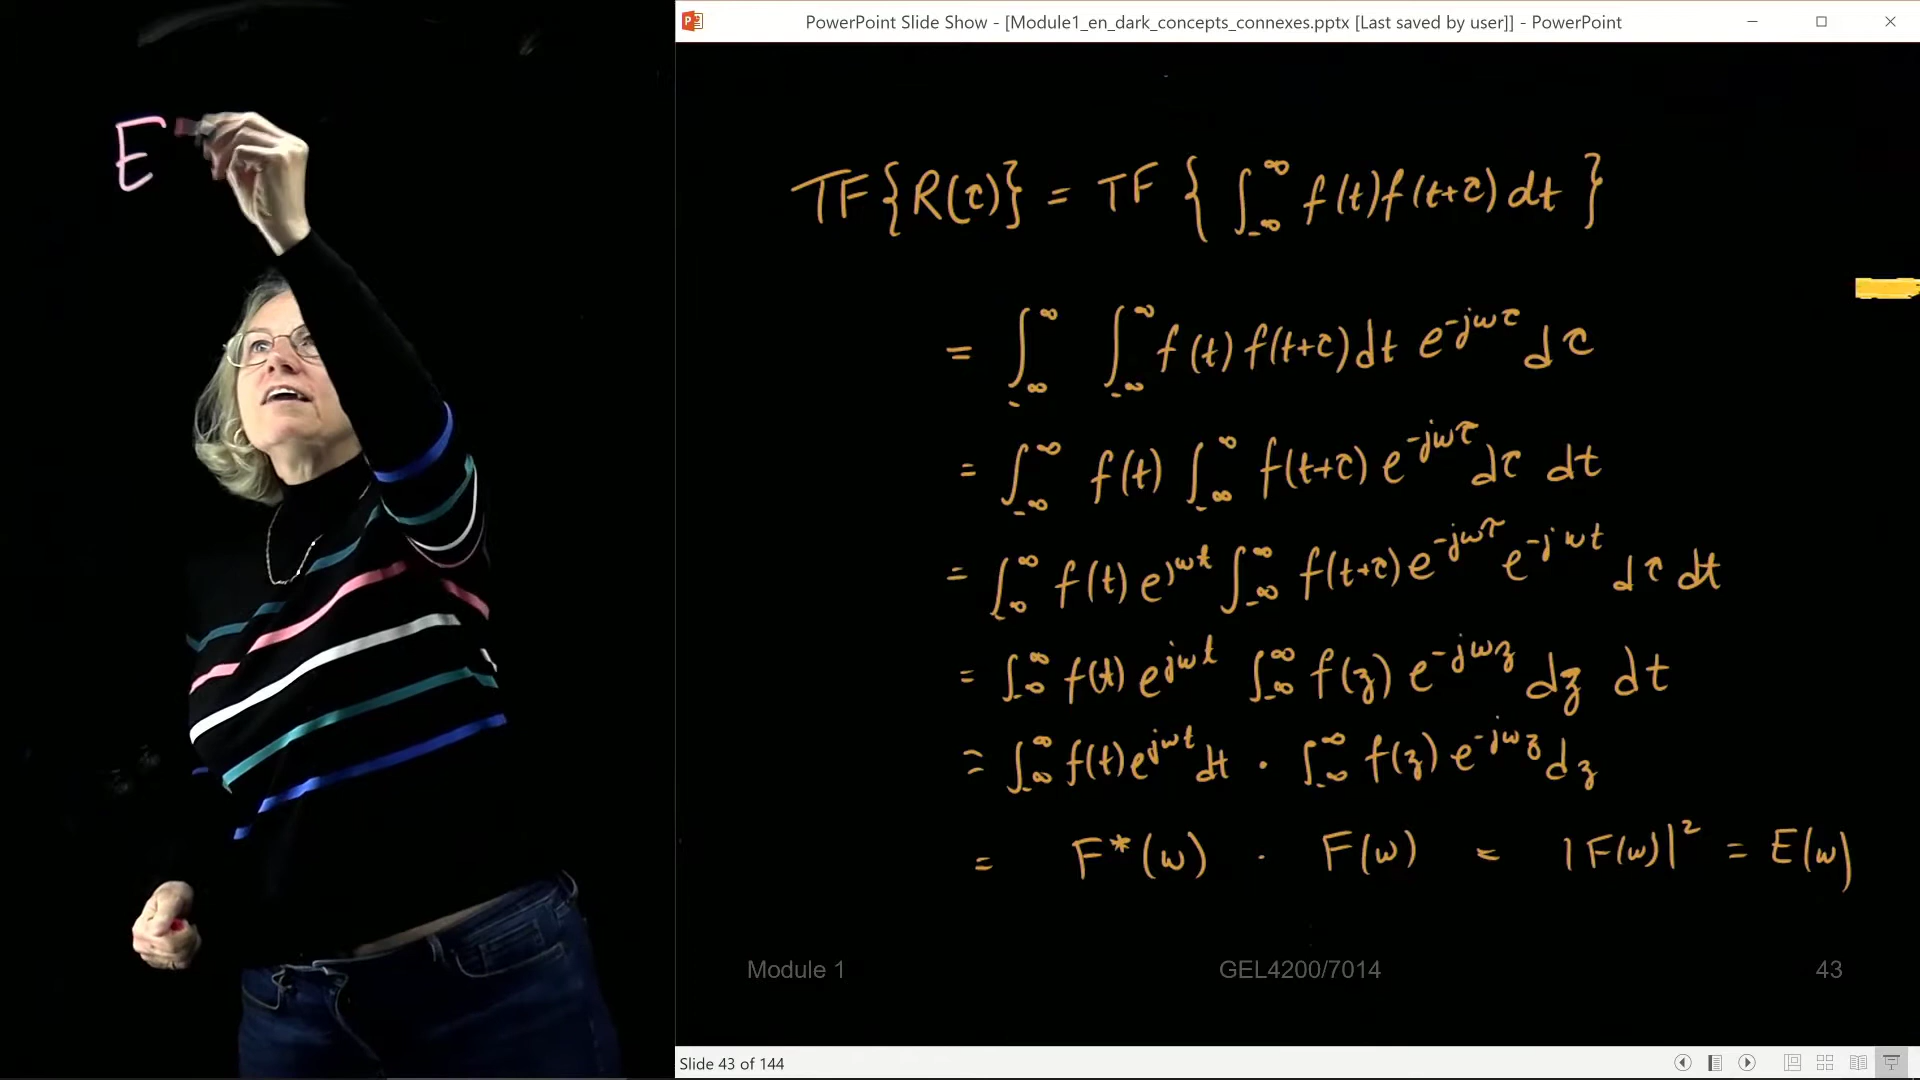 E
PowerPoint Slide Show - [Module1_en_dark_concepts_connexes.pptx [Last saved by user]] - PowerPoint
TF{R(τ)} = TF { ∫_{-∞}^{∞} f(t)f(t+τ) dt }
= ∫_{-∞}^{∞} ∫_{-∞}^{∞} f(t) f(t+τ) dt e^{-jωτ} dτ
= ∫_{-∞}^{∞} f(t) ∫_{-∞}^{∞} f(t+τ) e^{-jωτ} dτ dt
= ∫_{-∞}^{∞} f(t) e^{jωt} ∫_{-∞}^{∞} f(t+τ) e^{-jωτ} e^{-jωt} dτ dt
= ∫_{-∞}^{∞} f(t) e^{jωt} ∫_{-∞}^{∞} f(z) e^{-jωz} dz dt
= ∫_{-∞}^{∞} f(t) e^{jωt} dt · ∫_{-∞}^{∞} f(z) e^{-jωz} dz
= F*(ω) · F(ω) = |F(ω)|² = E(ω)
Module 1 GEL4200/7014 43
Slide 43 of 144